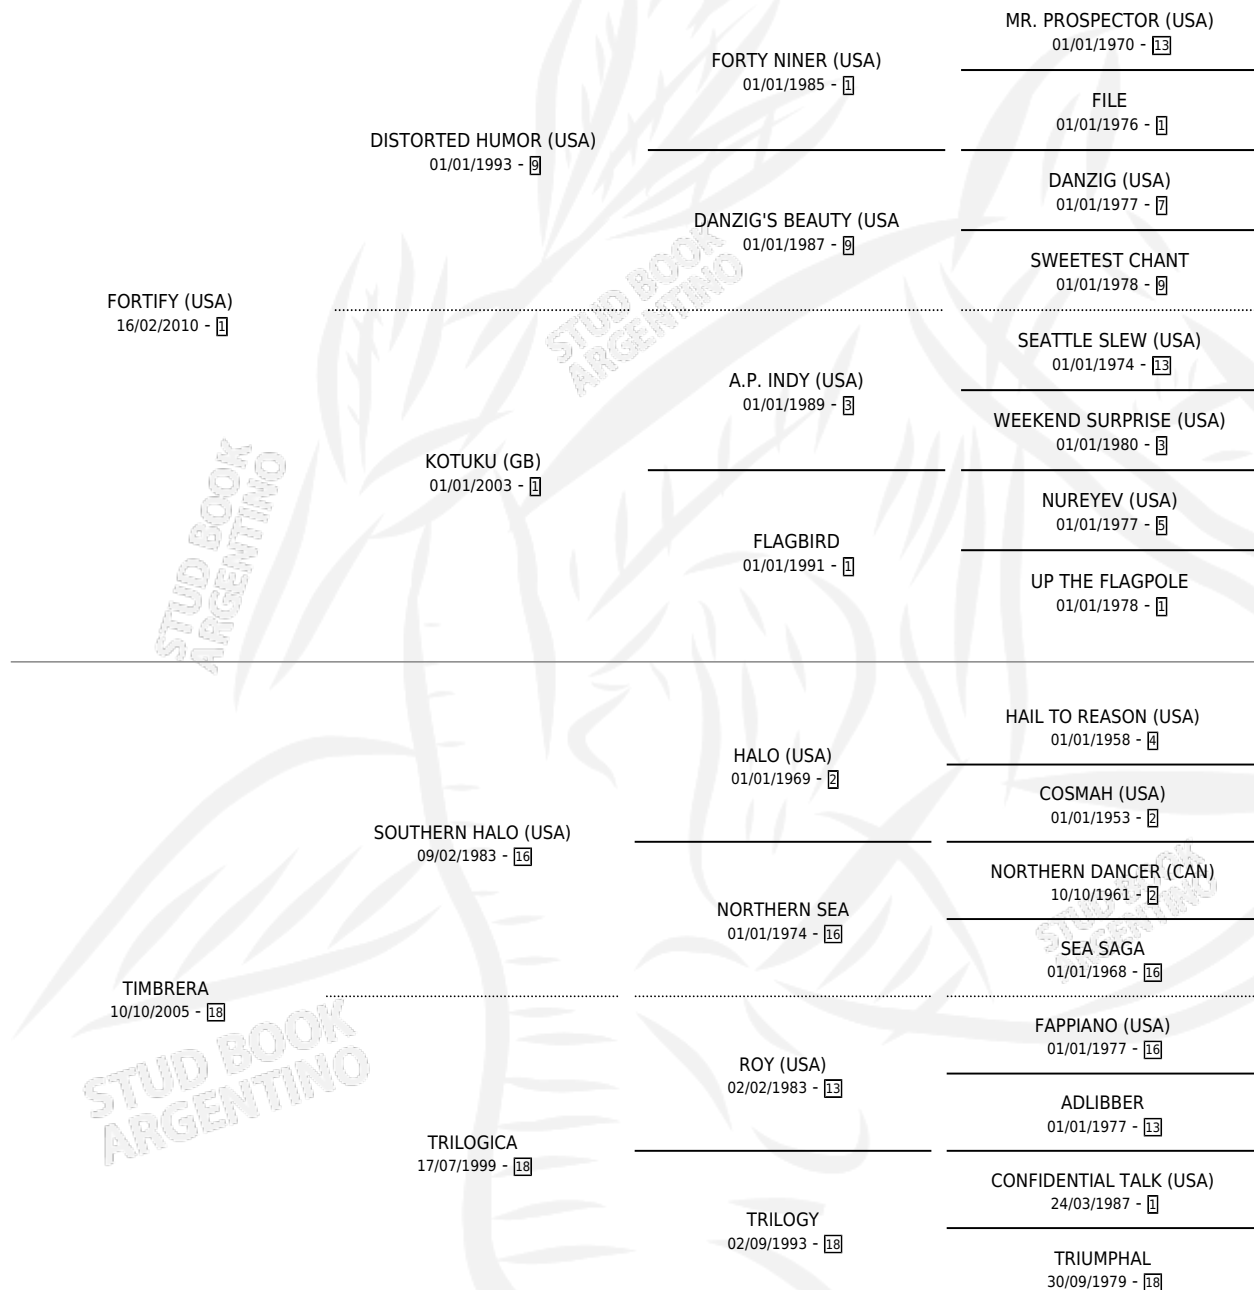 MR. PROSPECTOR (USA)
01/01/1970 - 13
FORTY NINER (USA)
01/01/1985 - 1
FILE
01/01/1976 - 1
DISTORTED HUMOR (USA)
01/01/1993 - 9
DANZIG (USA)
01/01/1977 - 7
DANZIG'S BEAUTY (USA
01/01/1987 - 9
SWEETEST CHANT
01/01/1978 - 9
FORTIFY (USA)
16/02/2010 - 1
SEATTLE SLEW (USA)
01/01/1974 - 13
A.P. INDY (USA)
01/01/1989 - 3
WEEKEND SURPRISE (USA)
01/01/1980 - 3
KOTUKU (GB)
01/01/2003 - 1
NUREYEV (USA)
01/01/1977 - 5
FLAGBIRD
01/01/1991 - 1
UP THE FLAGPOLE
01/01/1978 - 1
HAIL TO REASON (USA)
01/01/1958 - 4
HALO (USA)
01/01/1969 - 2
COSMAH (USA)
01/01/1953 - 2
SOUTHERN HALO (USA)
09/02/1983 - 16
NORTHERN DANCER (CAN)
10/10/1961 - 2
NORTHERN SEA
01/01/1974 - 16
SEA SAGA
01/01/1968 - 16
TIMBRERA
10/10/2005 - 18
FAPPIANO (USA)
01/01/1977 - 16
ROY (USA)
02/02/1983 - 13
ADLIBBER
01/01/1977 - 13
TRILOGICA
17/07/1999 - 18
CONFIDENTIAL TALK (USA)
24/03/1987 - 1
TRILOGY
02/09/1993 - 18
TRIUMPHAL
30/09/1979 - 18
STUD BOOK
ARGENTINO
STUD BOOK
ARGENTINO
STUD BOOK
ARGENTINO
STUD BOOK
ARGENTINO